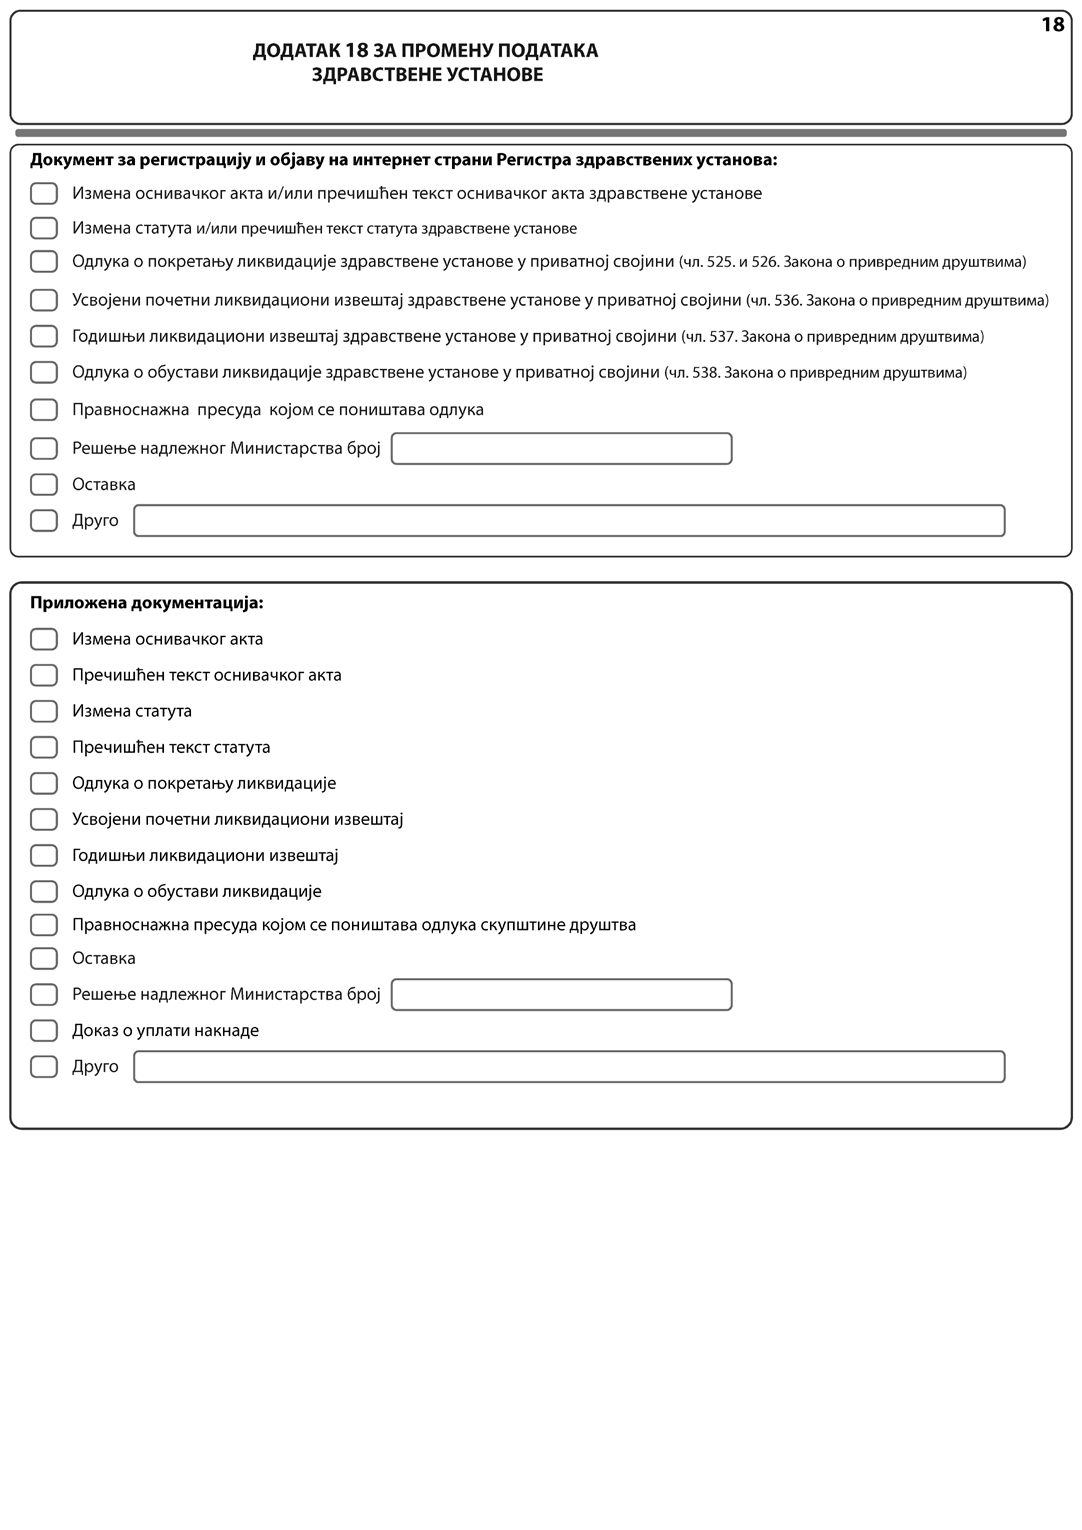 18
ДОДАТАК 18 ЗА ПРОМЕНУ ПОДАТАКА
ЗДРАВСТВЕНЕ УСТАНОВЕ
Документ за регистрацију и објаву на интернет страни Регистра здравствених установа:
Измена оснивачког акта и/или пречишћен текст оснивачког акта здравствене установе
Измена статута и/или пречишћен текст статута здравствене установе
Одлука о покретању ликвидације здравствене установе у приватној својини (чл. 525. и 526. Закона о привредним друштвима)
Усвојени почетни ликвидациони извештај здравствене установе у приватној својини (чл. 536. Закона о привредним друштвима)
Годишњи ликвидациони извештај здравствене установе у приватној својини (чл. 537. Закона о привредним друштвима)
Одлука о обустави ликвидације здравствене установе у приватној својини (чл. 538. Закона о привредним друштвима)
Правноснажна пресуда којом се поништава одлука
Решење надлежног Министарства број
Оставка
Друго
Приложена документација:
Измена оснивачког акта
Пречишћен текст оснивачког акта
Измена статута
Пречишћен текст статута
Одлука о покретању ликвидације
Усвојени почетни ликвидациони извештај
Годишњи ликвидациони извештај
Одлука о обустави ликвидације
Правноснажна пресуда којом се поништава одлука скупштине друштва
Оставка
Решење надлежног Министарства број
Доказ о уплати накнаде
Друго